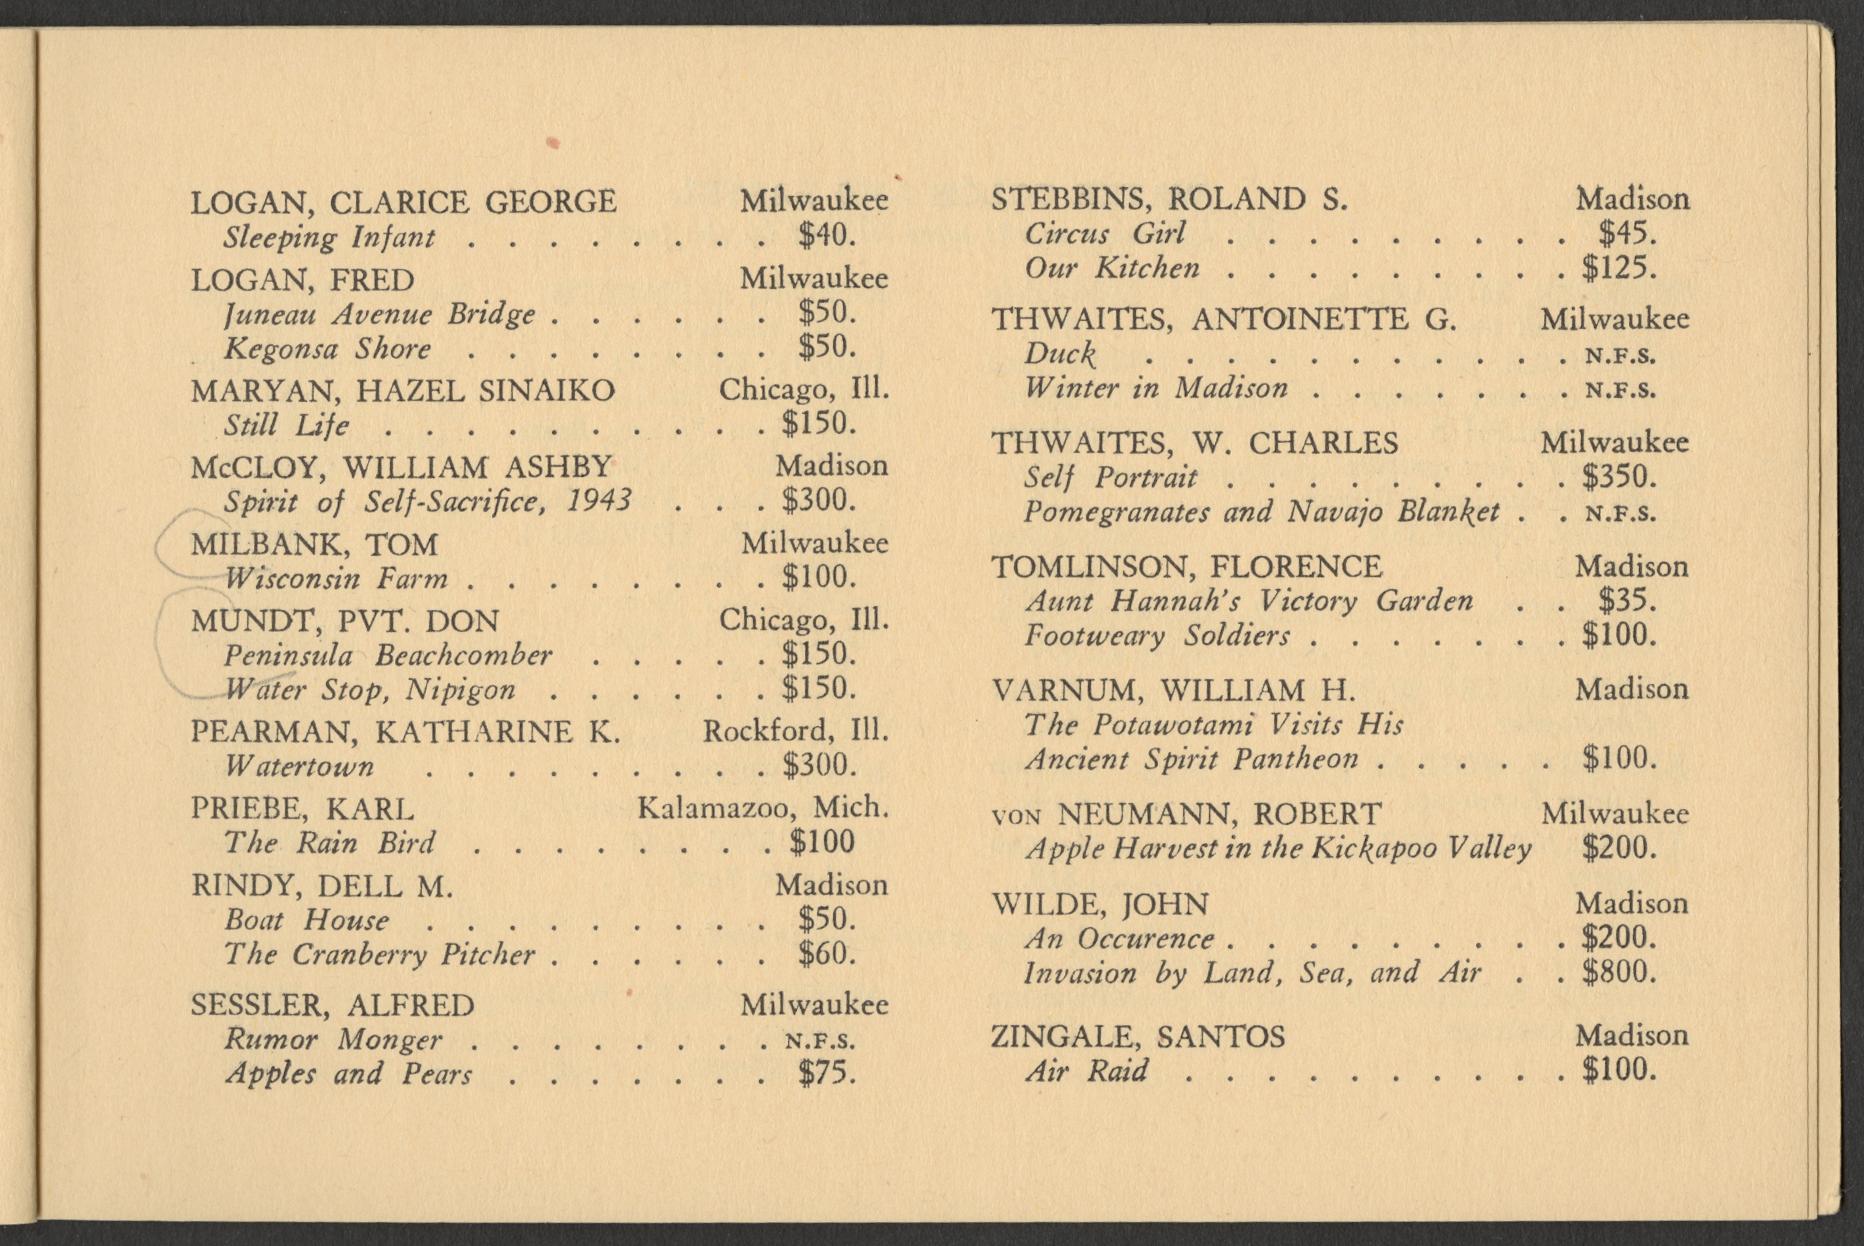 LOGAN, CLARICE GEORGE Milwaukee
Sleeping Infant . . . . . . . . $40.
LOGAN, FRED Milwaukee
Juneau Avenue Bridge . . . . . . $50.
Kegonsa Shore . . . . . . . . $50.
MARYAN, HAZEL SINAIKO Chicago, Ill.
Still Life . . . . . . . . . . $150.
McCLOY, WILLIAM ASHBY Madison
Spirit of Self-Sacrifice, 1943 . . . $300.
MILBANK, TOM Milwaukee
Wisconsin Farm . . . . . . . . $100.
MUNDT, PVT. DON Chicago, Ill.
Peninsula Beachcomber . . . . . $150.
Water Stop, Nipigon . . . . . . $150.
PEARMAN, KATHARINE K. Rockford, Ill.
Watertown . . . . . . . . . $300.
PRIEBE, KARL Kalamazoo, Mich.
The Rain Bird . . . . . . . . $100
RINDY, DELL M. Madison
Boat House . . . . . . . . . $50.
The Cranberry Pitcher . . . . . . $60.
SESSLER, ALFRED Milwaukee
Rumor Monger . . . . . . . . N.F.S.
Apples and Pears . . . . . . . $75.
STEBBINS, ROLAND S. Madison
Circus Girl . . . . . . . . . $45.
Our Kitchen . . . . . . . . . $125.
THWAITES, ANTOINETTE G. Milwaukee
Duck . . . . . . . . . . . N.F.S.
Winter in Madison . . . . . . . N.F.S.
THWAITES, W. CHARLES Milwaukee
Self Portrait . . . . . . . . . $350.
Pomegranates and Navajo Blanket . . N.F.S.
TOMLINSON, FLORENCE Madison
Aunt Hannah's Victory Garden . . $35.
Footweary Soldiers . . . . . . . $100.
VARNUM, WILLIAM H. Madison
The Potawotami Visits His
Ancient Spirit Pantheon . . . . . $100.
VON NEUMANN, ROBERT Milwaukee
Apple Harvest in the Kickapoo Valley $200.
WILDE, JOHN Madison
An Occurence . . . . . . . . . $200.
Invasion by Land, Sea, and Air . . $800.
ZINGALE, SANTOS Madison
Air Raid . . . . . . . . . . $100.